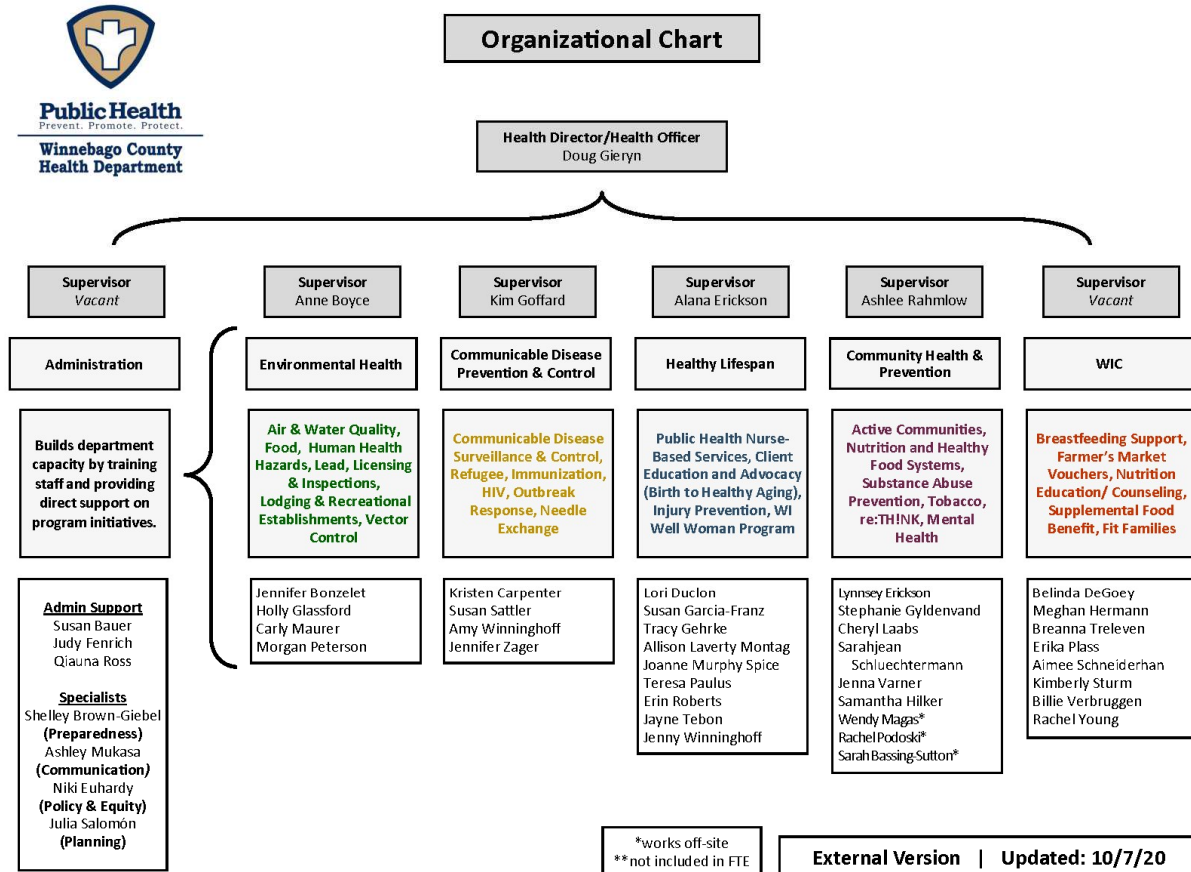 Organizational Chart
Public Health
Prevent. Promote. Protect.
Winnebago County
Health Department
Health Director/Health Officer
Doug Gieryn
Supervisor
Vacant
Supervisor
Anne Boyce
Supervisor
Kim Goffard
Supervisor
Alana Erickson
Supervisor
Ashlee Rahmlow
Supervisor
Vacant
Administration
Environmental Health
Communicable Disease
Prevention & Control
Healthy Lifespan
Community Health &
Prevention
WIC
Builds department
capacity by training
staff and providing
direct support on
program initiatives.
Air & Water Quality,
Food, Human Health
Hazards, Lead, Licensing
& Inspections,
Lodging & Recreational
Establishments, Vector
Control
Communicable Disease
Surveillance & Control,
Refugee, Immunization,
HIV, Outbreak
Response, Needle
Exchange
Public Health Nurse-
Based Services, Client
Education and Advocacy
(Birth to Healthy Aging),
Injury Prevention, WI
Well Woman Program
Active Communities,
Nutrition and Healthy
Food Systems,
Substance Abuse
Prevention, Tobacco,
re:TH!NK, Mental
Health
Breastfeeding Support,
Farmer's Market
Vouchers, Nutrition
Education/ Counseling,
Supplemental Food
Benefit, Fit Families
Admin Support
Susan Bauer
Judy Fenrich
Qiauna Ross
Specialists
Shelley Brown-Giebel
(Preparedness)
Ashley Mukasa
(Communication)
Niki Euhardy
(Policy & Equity)
Julia Salomón
(Planning)
Jennifer Bonzelet
Holly Glassford
Carly Maurer
Morgan Peterson
Kristen Carpenter
Susan Sattler
Amy Winninghoff
Jennifer Zager
Lori Duclon
Susan Garcia-Franz
Tracy Gehrke
Allison Laverty Montag
Joanne Murphy Spice
Teresa Paulus
Erin Roberts
Jayne Tebon
Jenny Winninghoff
Lynnsey Erickson
Stephanie Gyldenvand
Cheryl Laabs
Sarahjean
Schluechtermann
Jenna Varner
Samantha Hilker
Wendy Magas*
Rachel Podoski*
Sarah Bassing-Sutton*
Belinda DeGoey
Meghan Hermann
Breanna Treleven
Erika Plass
Aimee Schneiderhan
Kimberly Sturm
Billie Verbruggen
Rachel Young
*works off-site
**not included in FTE
External Version | Updated: 10/7/20